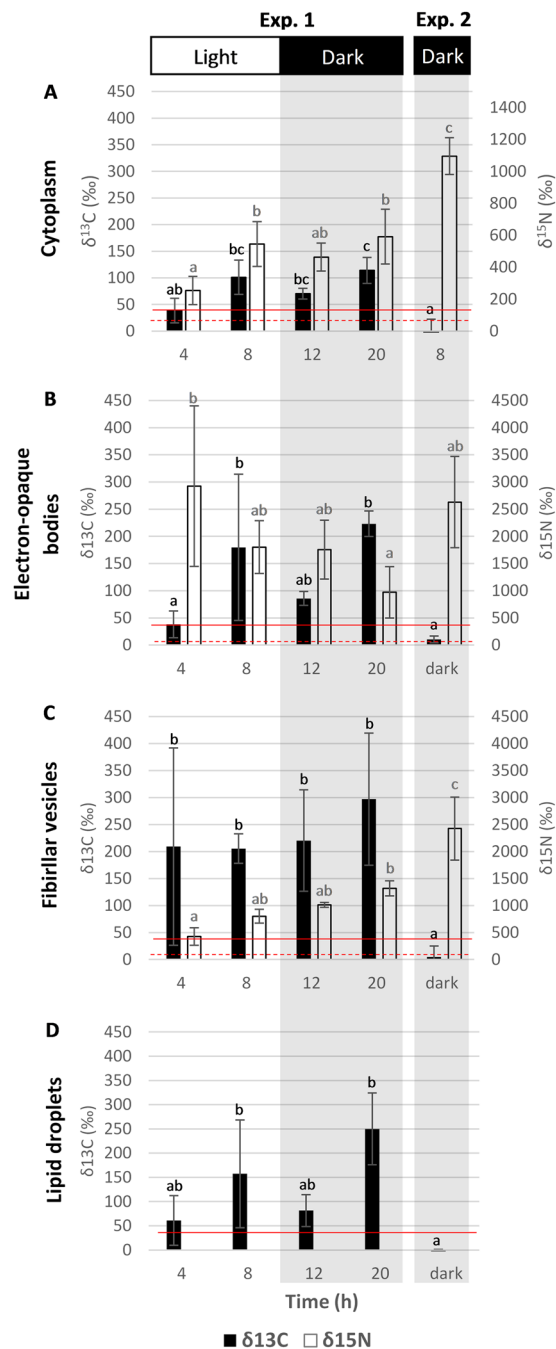 Exp. 1 Exp. 2
Light Dark Dark
A
Cytoplasm
δ¹³C (‰)
450
400
350
300
250
200
150
100
50
0
1400
1200
1000
800
600
400
200
0
δ¹⁵N (‰)
ab a bc b bc ab c b a c
4 8 12 20 8
B
Electron-opaque
bodies
δ13C (‰)
450
400
350
300
250
200
150
100
50
0
4500
4000
3500
3000
2500
2000
1500
1000
500
0
δ15N (‰)
a b b ab ab ab b a a ab
4 8 12 20 dark
C
Fibirllar vesicles
δ13C (‰)
450
400
350
300
250
200
150
100
50
0
4500
4000
3500
3000
2500
2000
1500
1000
500
0
δ15N (‰)
b a b ab b ab b b a c
4 8 12 20 dark
D
Lipid droplets
δ13C (‰)
450
400
350
300
250
200
150
100
50
0
ab b ab b a
4 8 12 20 dark
Time (h)
δ13C δ15N